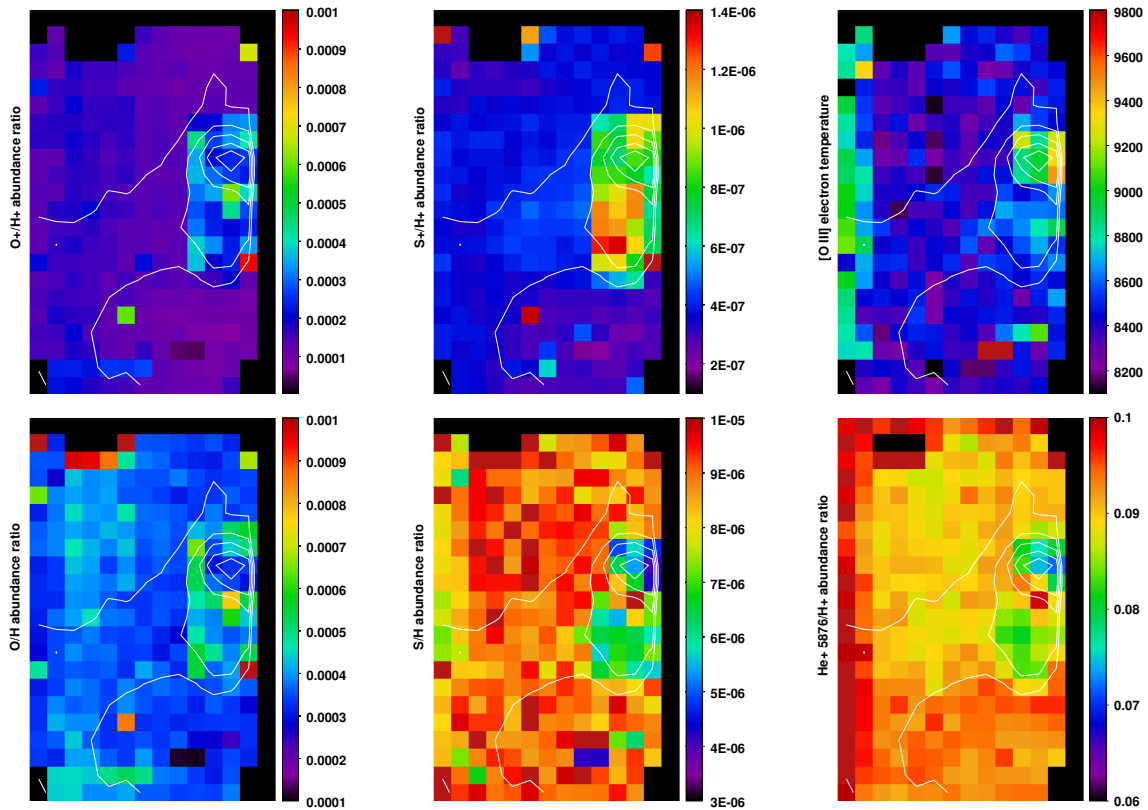 O+/H+ abundance ratio
0.001
0.0009
0.0008
0.0007
0.0006
0.0005
0.0004
0.0003
0.0002
0.0001
S+/H+ abundance ratio
1.4E-06
1.2E-06
1E-06
8E-07
6E-07
4E-07
2E-07
[O III] electron temperature
9800
9600
9400
9200
9000
8800
8600
8400
8200
O/H abundance ratio
0.001
0.0009
0.0008
0.0007
0.0006
0.0005
0.0004
0.0003
0.0002
0.0001
S/H abundance ratio
1E-05
9E-06
8E-06
7E-06
6E-06
5E-06
4E-06
3E-06
He+ 5876/H+ abundance ratio
0.1
0.09
0.08
0.07
0.06